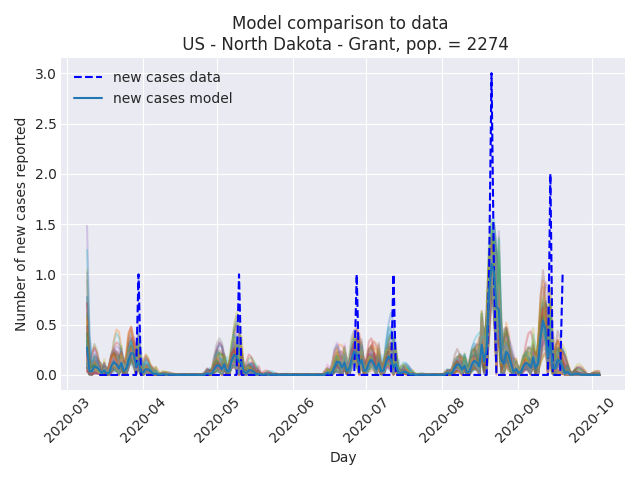 Model comparison to data
US - North Dakota - Grant, pop. = 2274
new cases data
new cases model
Number of new cases reported
3.0
2.5
2.0
1.5
1.0
0.5
0.0
2020-03
2020-04
2020-05
2020-06
2020-07
2020-08
2020-09
2020-10
Day